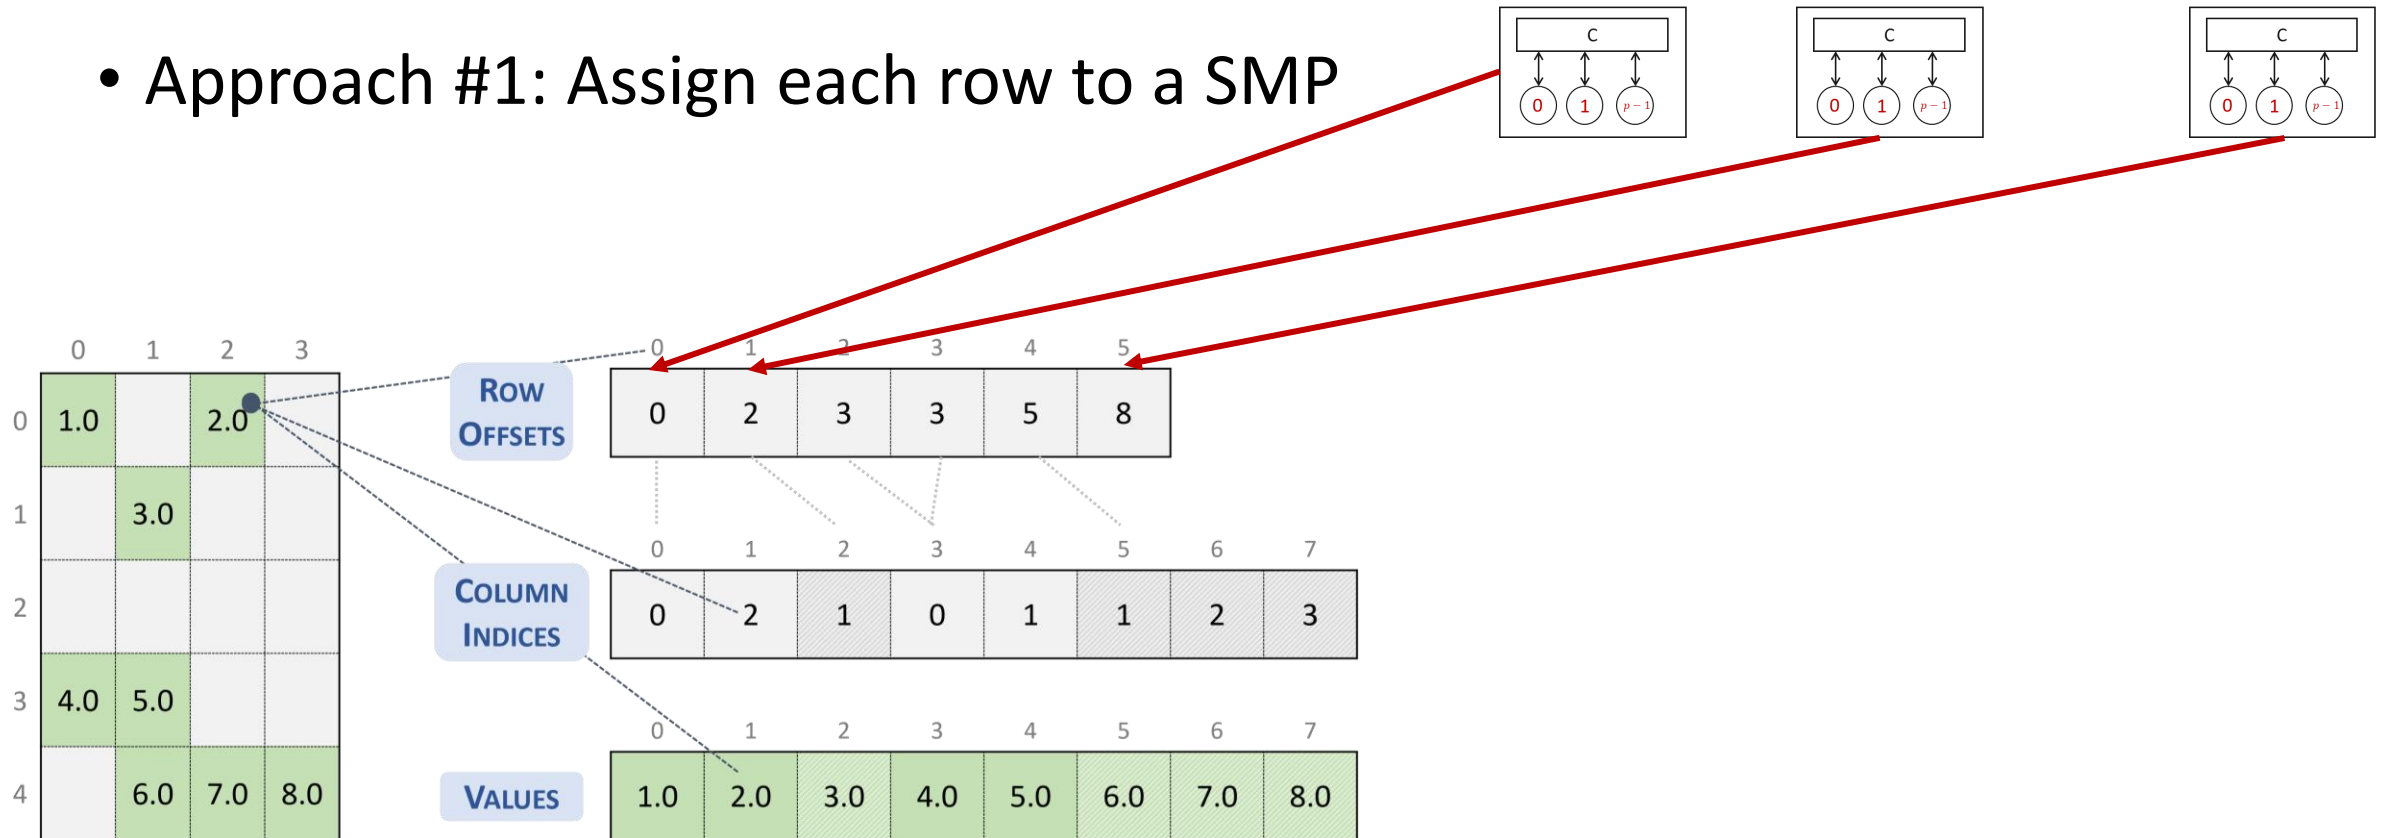 • Approach #1: Assign each row to a SMP
C C C
0 1 p − 1 0 1 p − 1 0 1 p − 1
0 1 2 3
0 1.0 2.0
1 3.0
2
3 4.0 5.0
4 6.0 7.0 8.0
ROW
OFFSETS
0 1 2 3 4 5
0 2 3 3 5 8
COLUMN
INDICES
0 1 2 3 4 5 6 7
0 2 1 0 1 1 2 3
VALUES
0 1 2 3 4 5 6 7
1.0 2.0 3.0 4.0 5.0 6.0 7.0 8.0